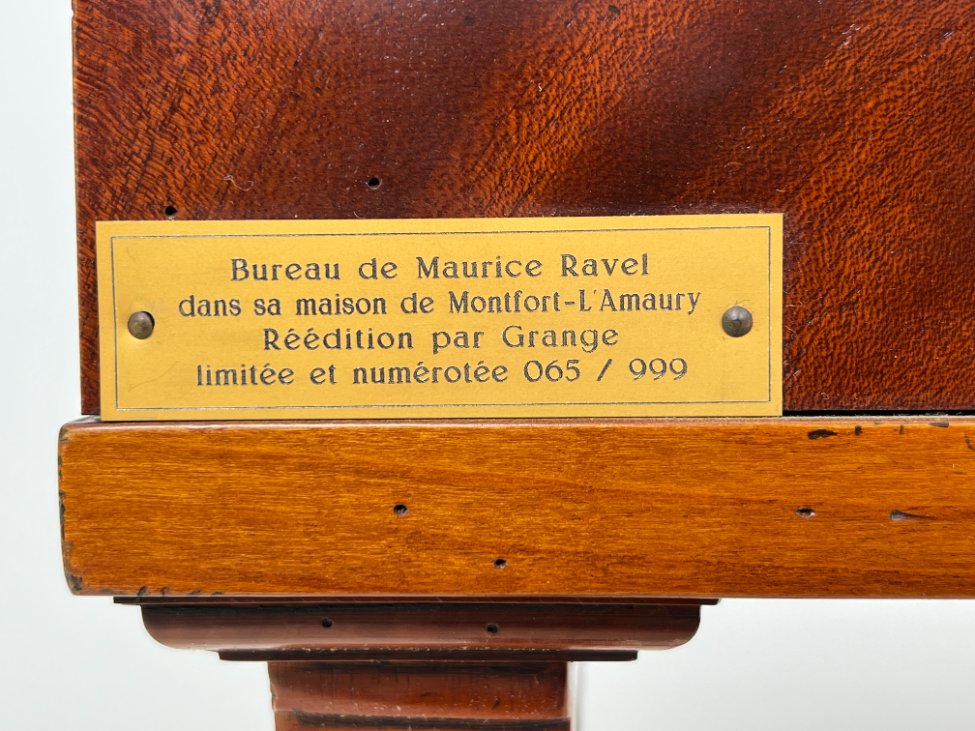 Bureau de Maurice Ravel
dans sa maison de Montfort-L'Amaury
Réédition par Grange
limitée et numérotée 065 / 999